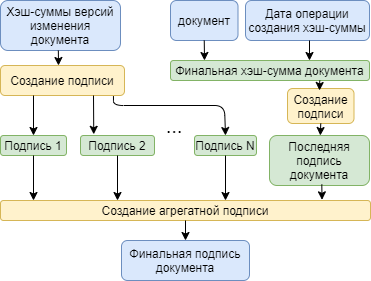 Хэш-суммы версий
изменения
документа
документ
Дата операции
создания хэш-суммы
Финальная хэш-сумма документа
Создание подписи
Создание
подписи
Подпись 1
Подпись 2
...
Подпись N
Последняя
подпись
документа
Создание агрегатной подписи
Финальная подпись
документа